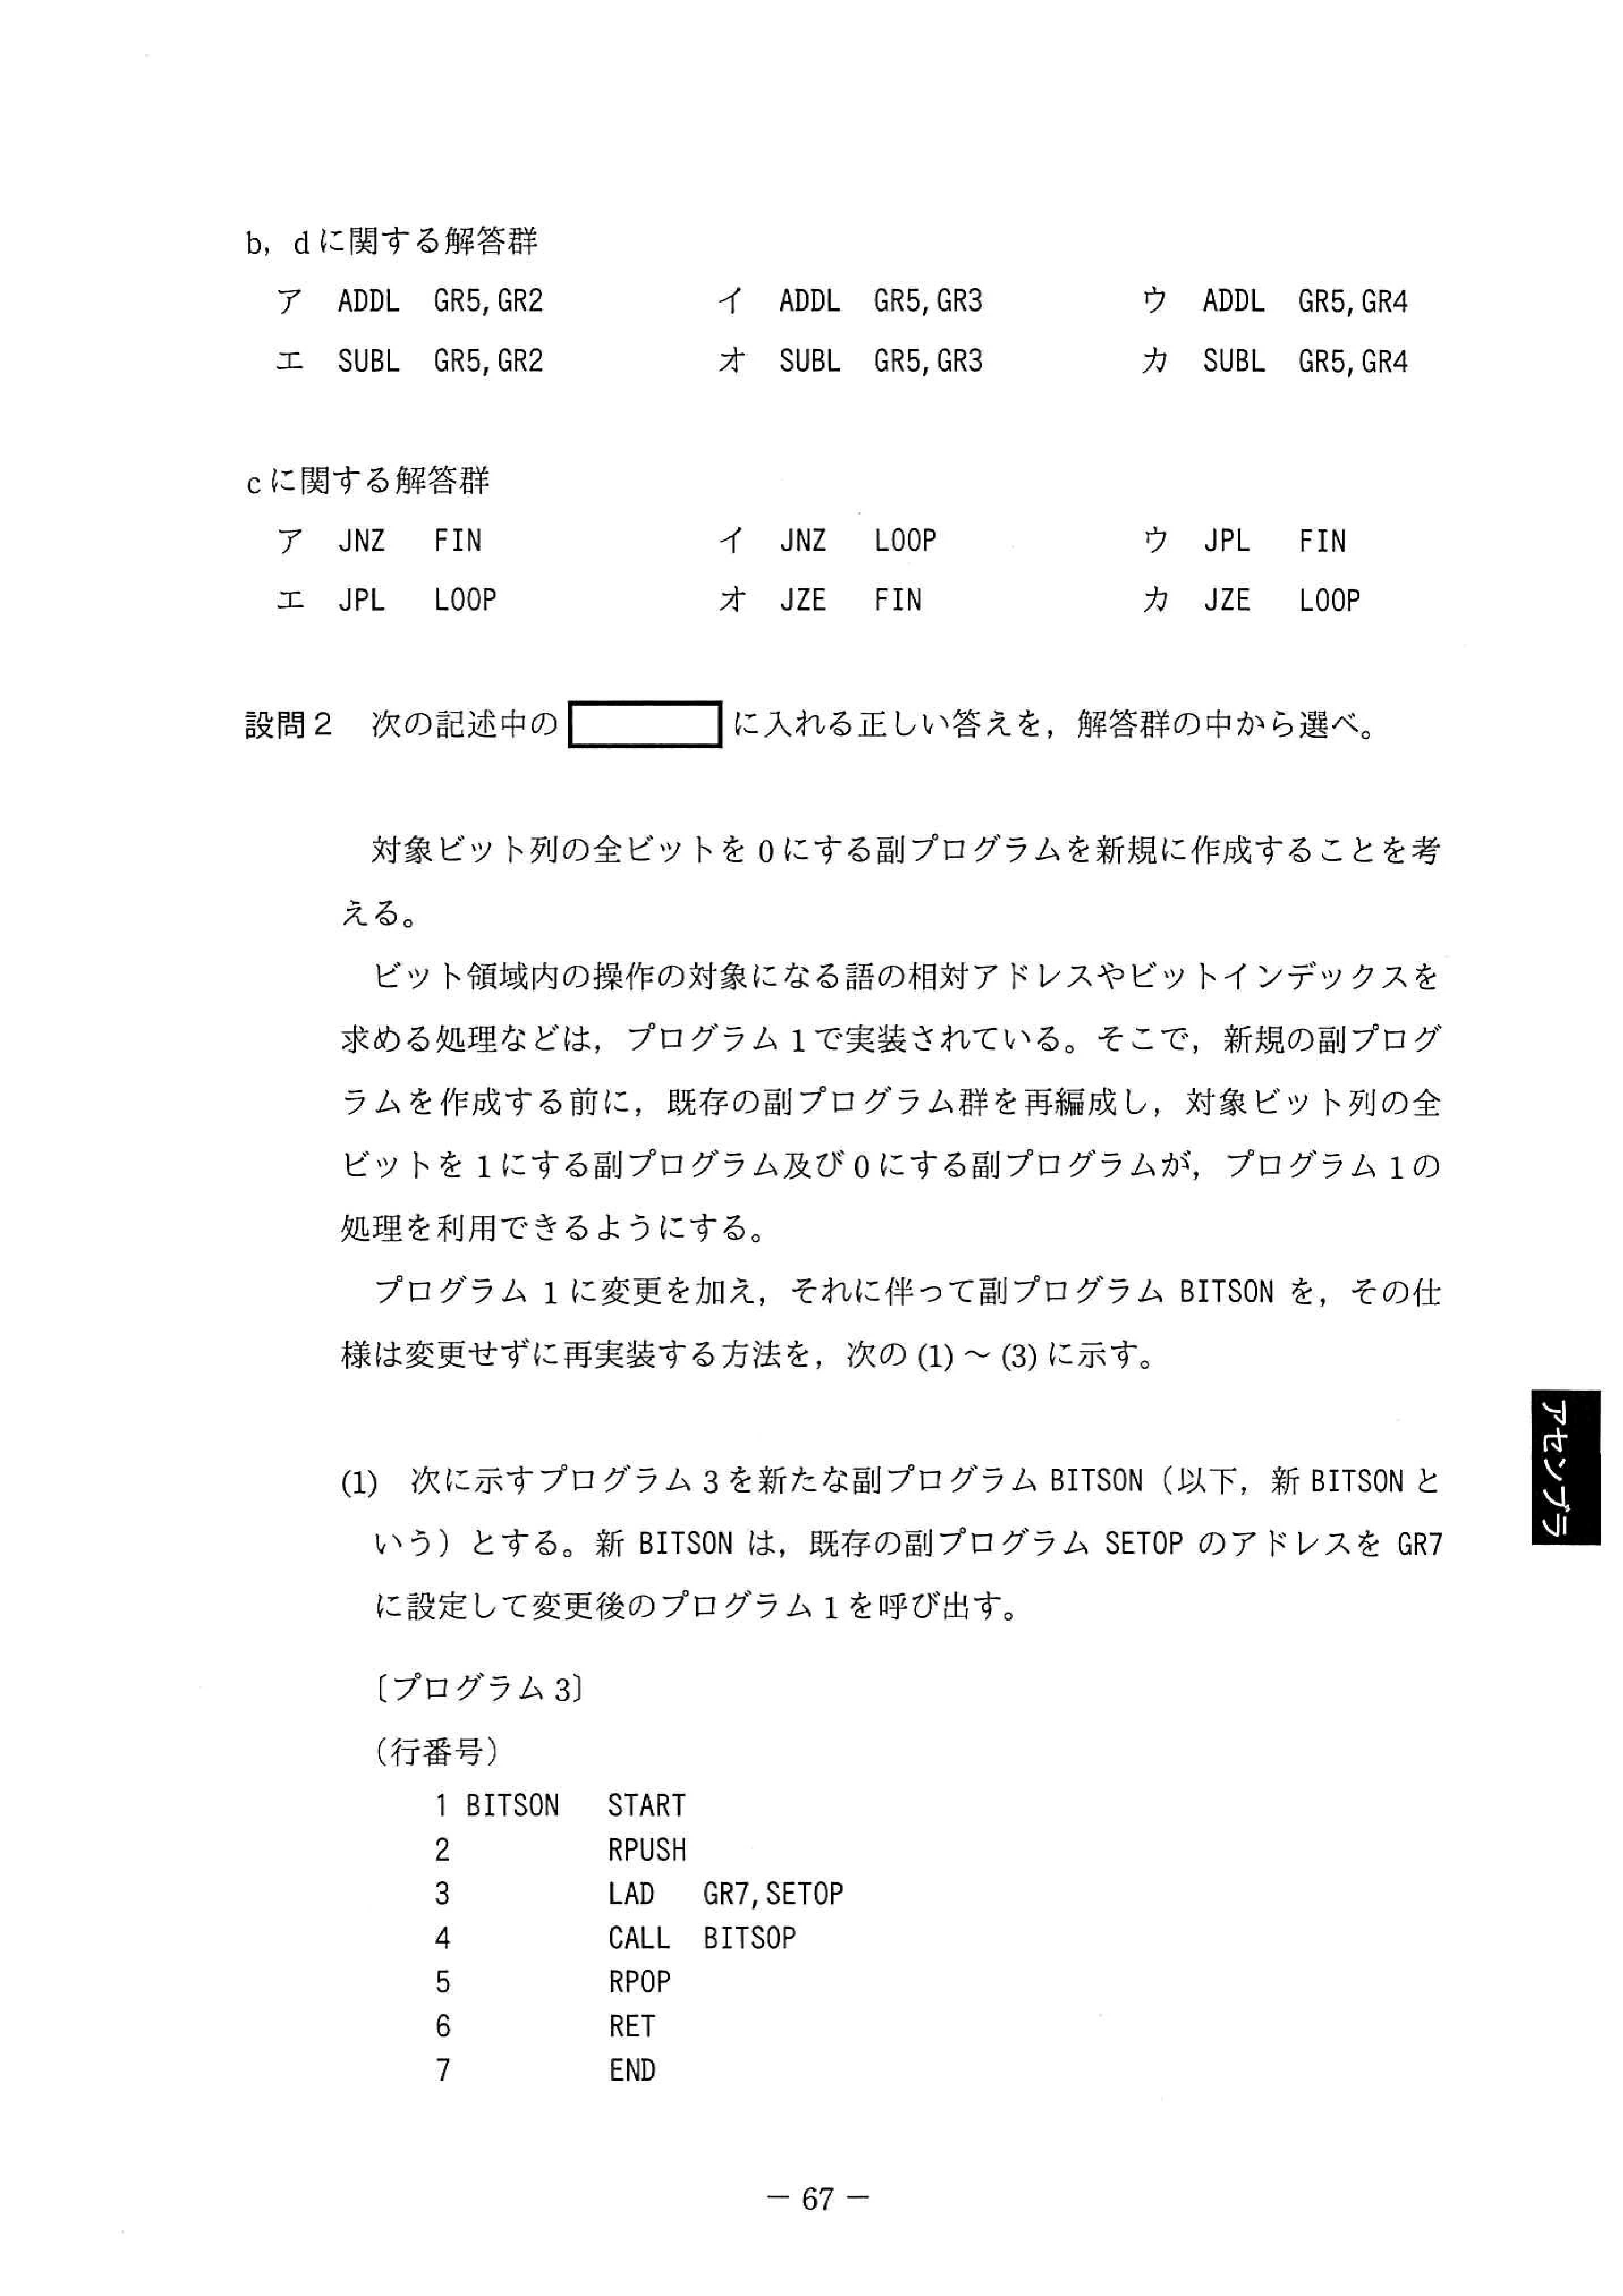 b，dに関する解答群
ア ADDL GR5,GR2 イ ADDL GR5,GR3 ウ ADDL GR5,GR4
エ SUBL GR5,GR2 オ SUBL GR5,GR3 カ SUBL GR5,GR4
cに関する解答群
ア JNZ FIN イ JNZ LOOP ウ JPL FIN
エ JPL LOOP オ JZE FIN カ JZE LOOP
設問2 次の記述中の に入れる正しい答えを，解答群の中から選べ。
対象ビット列の全ビットを0にする副プログラムを新規に作成することを考
える。
ビット領域内の操作の対象になる語の相対アドレスやビットインデックスを
求める処理などは，プログラム1で実装されている。そこで，新規の副プログ
ラムを作成する前に，既存の副プログラム群を再編成し，対象ビット列の全
ビットを1にする副プログラム及び0にする副プログラムが，プログラム1の
処理を利用できるようにする。
プログラム1に変更を加え，それに伴って副プログラム BITSON を，その仕
様は変更せずに再実装する方法を，次の(1)～(3)に示す。
(1) 次に示すプログラム3を新たな副プログラム BITSON（以下，新 BITSON と
いう）とする。新 BITSON は，既存の副プログラム SETOP のアドレスを GR7
に設定して変更後のプログラム1を呼び出す。
〔プログラム3〕
（行番号）
1 BITSON START
2 RPUSH
3 LAD GR7,SETOP
4 CALL BITSOP
5 RPOP
6 RET
7 END
アセンブラ
－ 67 －